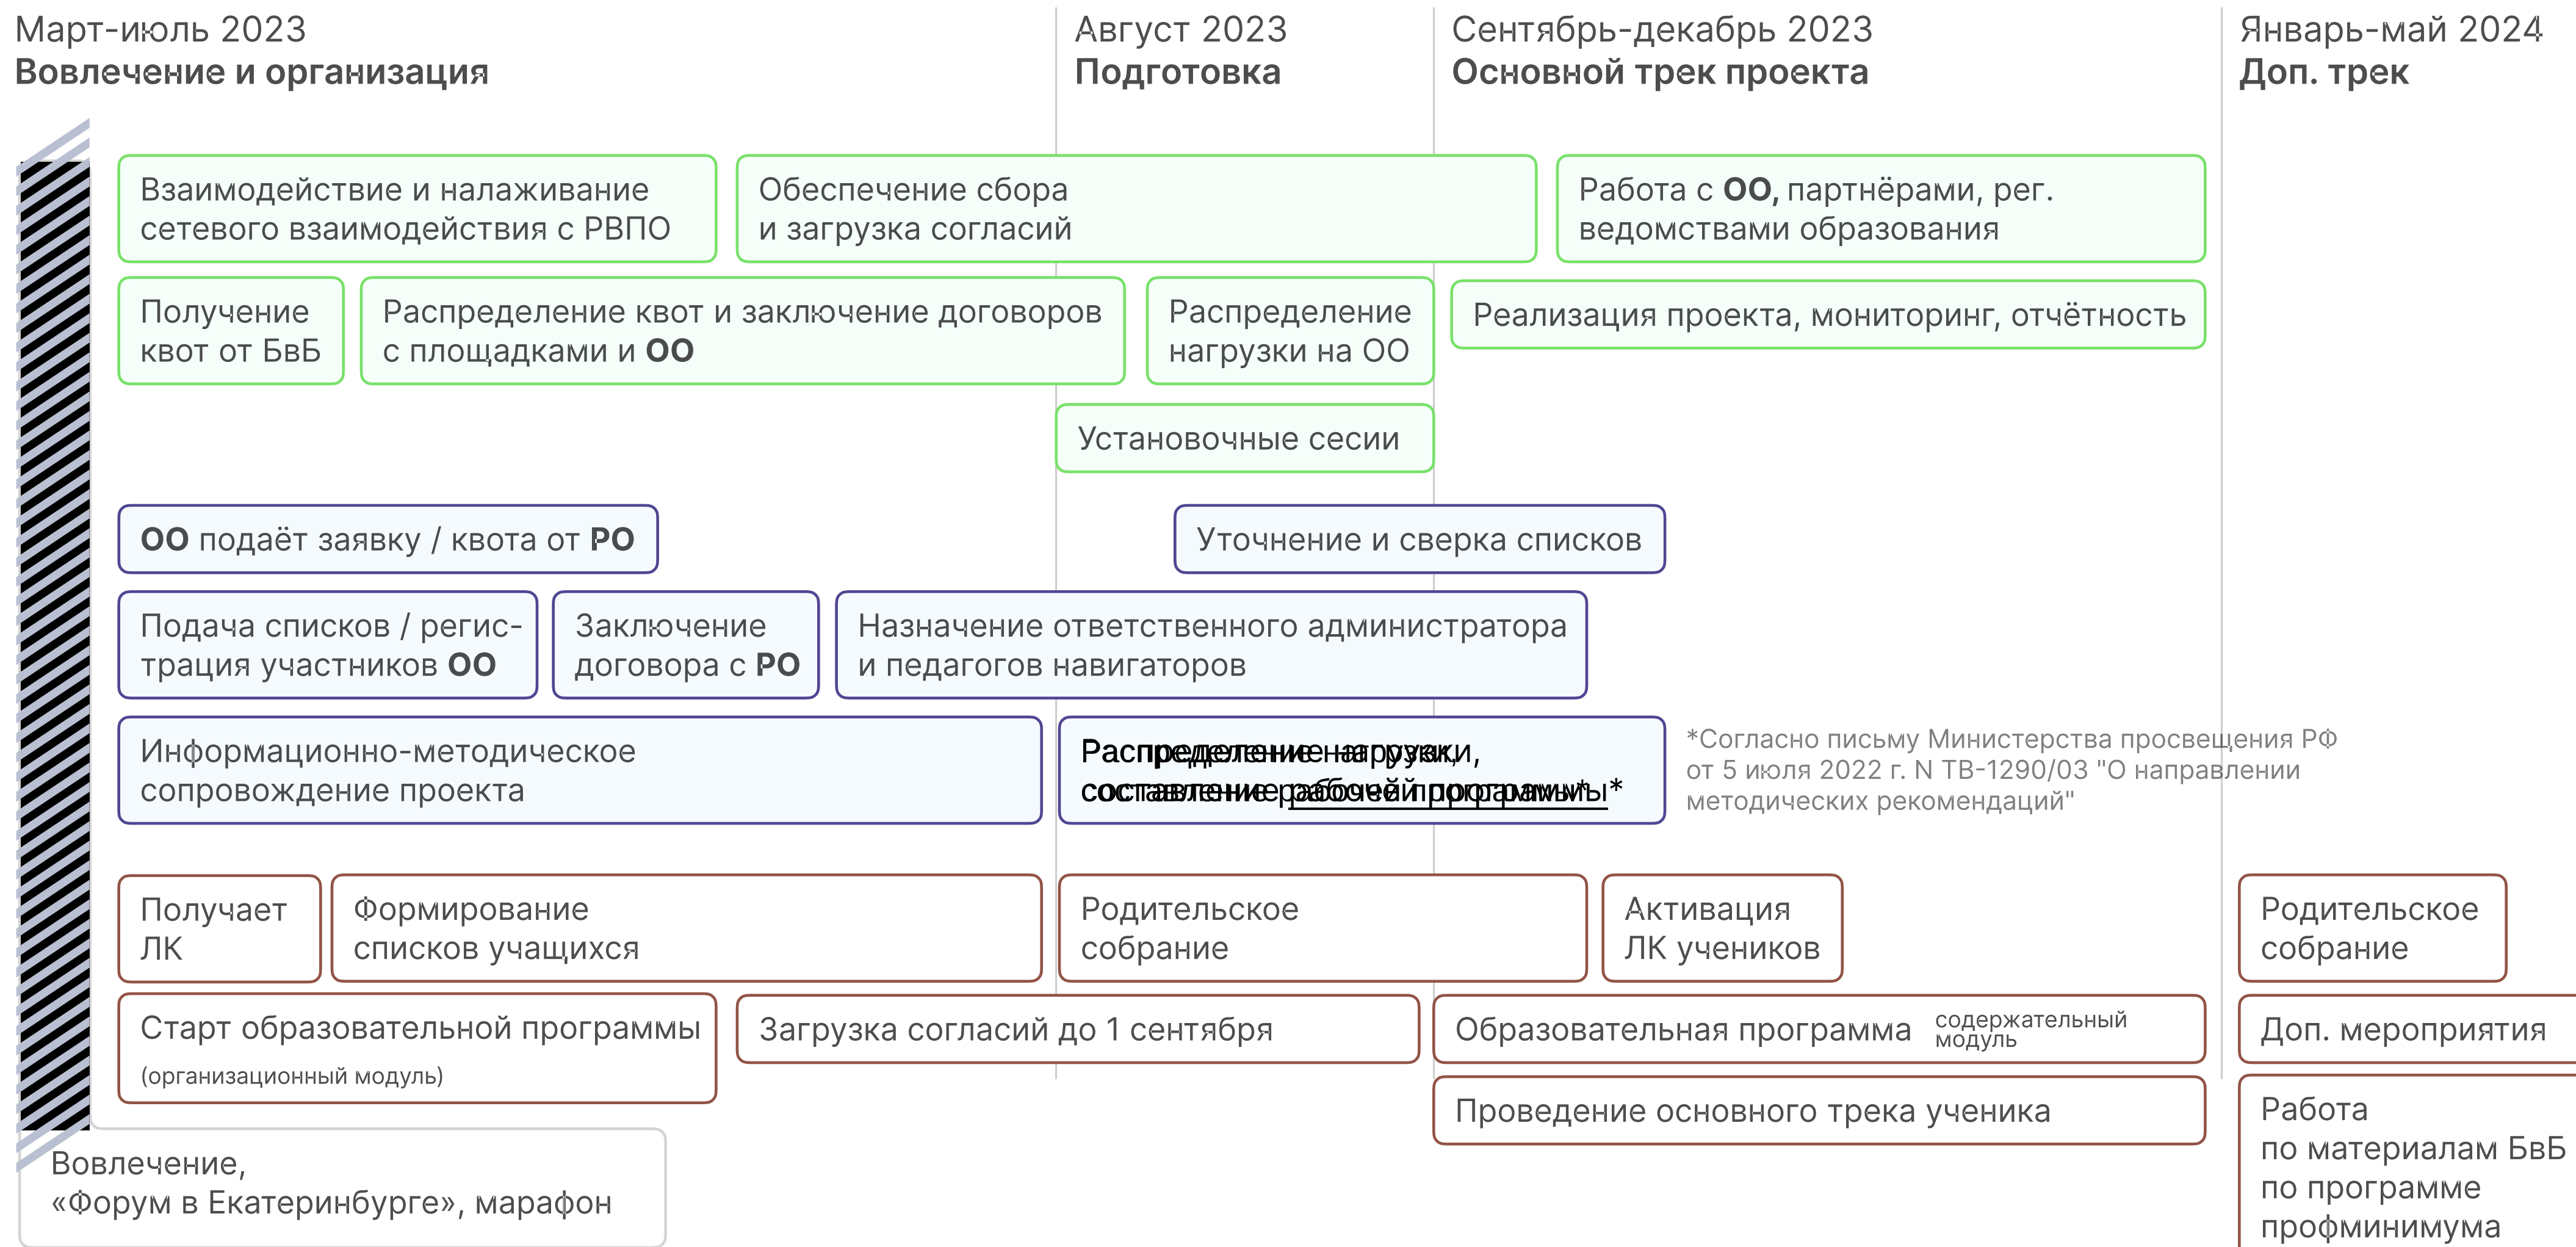 Март-июль 2023
Вовлечение и организация
Август 2023
Подготовка
Сентябрь-декабрь 2023
Основной трек проекта
Январь-май 2024
Доп. трек
Взаимодействие и налаживание
сетевого взаимодействия с РВПО
Обеспечение сбора
и загрузка согласий
Работа с ОО, партнёрами, рег.
ведомствами образования
Получение
квот от БвБ
Распределение квот и заключение договоров
с площадками и ОО
Распределение
нагрузки на ОО
Реализация проекта, мониторинг, отчётность
Установочные сесии
ОО подаёт заявку / квота от РО
Уточнение и сверка списков
Подача списков / регис-
трация участников ОО
Заключение
договора с РО
Назначение ответственного администратора
и педагогов навигаторов
Информационно-методическое
сопровождение проекта
Распределение нагрузки,
составление рабочей программы*
*Согласно письму Министерства просвещения РФ
от 5 июля 2022 г. N ТВ-1290/03 "О направлении
методических рекомендаций"
Получает
ЛК
Формирование
списков учащихся
Родительское
собрание
Активация
ЛК учеников
Родительское
собрание
Старт образовательной программы
(организационный модуль)
Загрузка согласий до 1 сентября
Образовательная программа
содержательный
модуль
Доп. мероприятия
Проведение основного трека ученика
Работа
по материалам БвБ
по программе
профминимума
Вовлечение,
«Форум в Екатеринбурге», марафон